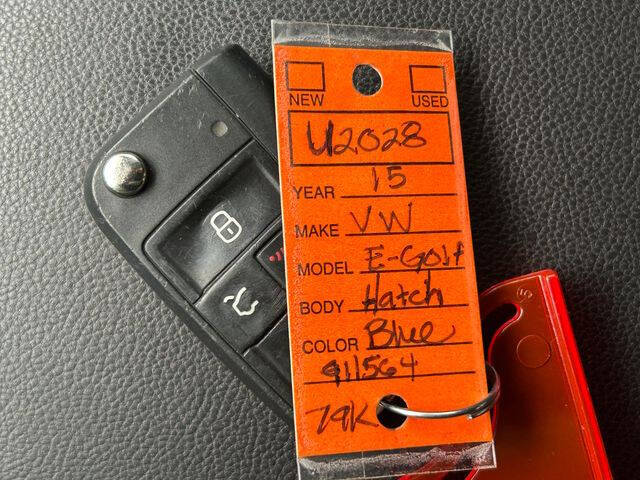 NEW USED
U2028
YEAR 15
MAKE VW
MODEL E-Golf
BODY Hatch
COLOR Blue
911564
79K